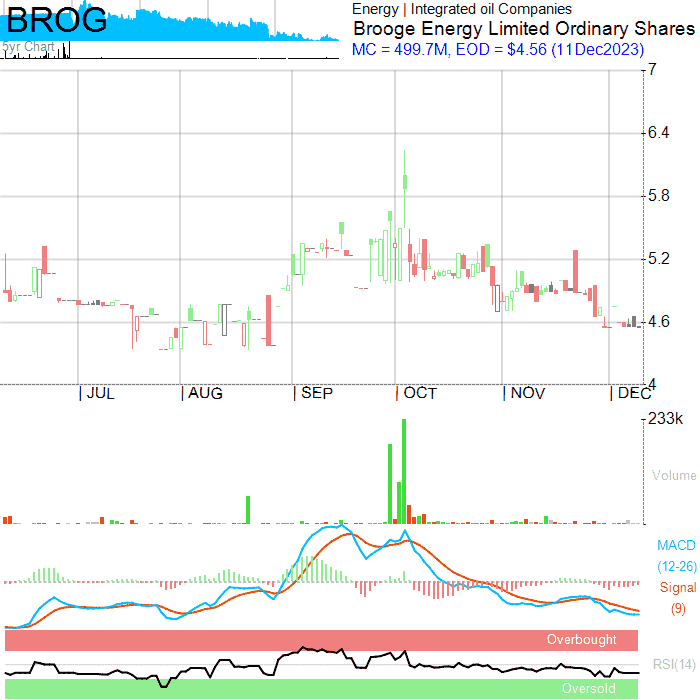 BROG
5yr Chart
Energy | Integrated oil Companies
Brooge Energy Limited Ordinary Shares
MC = 499.7M, EOD = $4.56 (11Dec2023)
7
6.4
5.8
5.2
4.6
4
JUL AUG SEP OCT NOV DEC
233k
Volume
MACD
(12-26)
Signal
(9)
Overbought
RSI(14)
Oversold